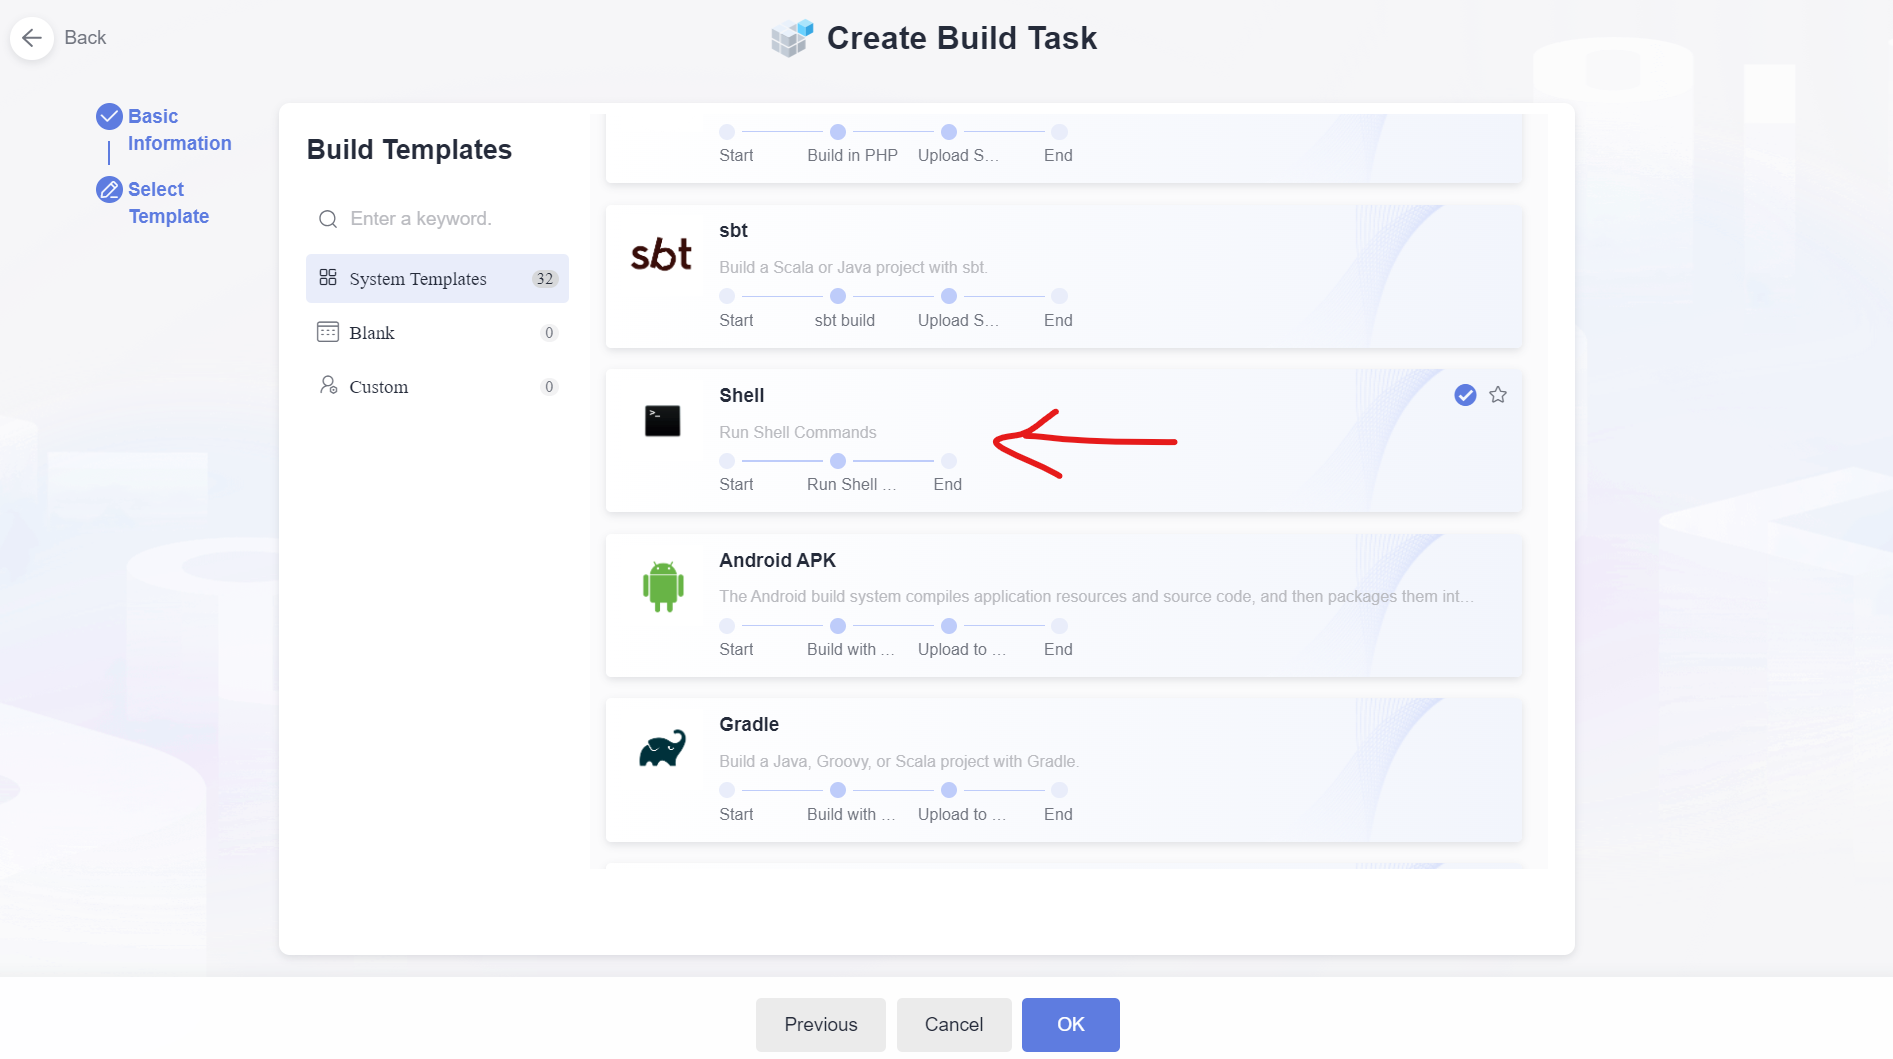 Back
Create Build Task
Basic
Information
Select
Template
Build Templates
Enter a keyword.
System Templates 32
Blank 0
Custom 0
Start Build in PHP Upload S... End
sbt
sbt
Build a Scala or Java project with sbt.
Start sbt build Upload S... End
>_
Shell
Run Shell Commands
Start Run Shell ... End
Android APK
The Android build system compiles application resources and source code, and then packages them int...
Start Build with ... Upload to ... End
Gradle
Build a Java, Groovy, or Scala project with Gradle.
Start Build with ... Upload to ... End
Previous Cancel OK